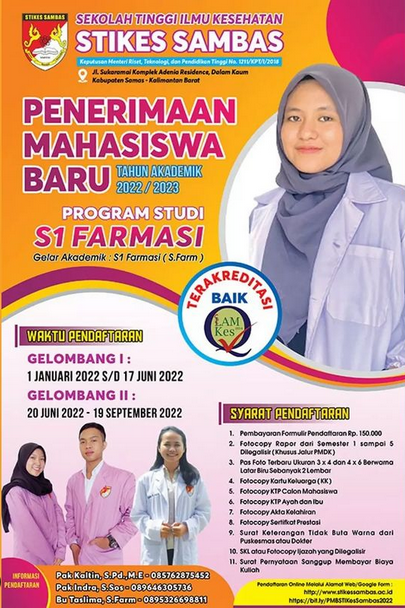 STIKES SAMBAS
SEKOLAH TINGGI ILMU KESEHATAN
STIKES SAMBAS
Keputusan Menteri Riset, Teknologi, dan Pendidikan Tinggi No. 1211/KPT/I/2018
Jl. Sukaramai Komplek Adenia Residence, Dalam Kaum
Kabupaten Sambas - Kalimantan Barat
PENERIMAAN
MAHASISWA
BARU TAHUN AKADEMIK
2022 / 2023
PROGRAM STUDI
S1 FARMASI
Gelar Akademik : S1 Farmasi ( S.Farm )
TERAKREDITASI
BAIK
LAM
Kes
WAKTU PENDAFTARAN
GELOMBANG I :
1 JANUARI 2022 S/D 17 JUNI 2022
GELOMBANG II :
20 JUNI 2022 - 19 SEPTEMBER 2022
SYARAT PENDAFTARAN
1. Pembayaran Formulir Pendaftaran Rp. 150.000
2. Fotocopy Rapor dari Semester 1 sampai 5
Dilegalisir ( Khusus Jalur PMDK )
3. Pas Foto Terbaru Ukuran 3 x 4 dan 4 x 6 Berwarna
Latar Biru Sebanyak 2 Lembar
4. Fotocopy Kartu Keluarga ( KK )
5. Fotocopy KTP Calon Mahasiswa
6. Fotocopy KTP Ayah dan Ibu
7. Fotocopy Akta Kelahiran
8. Fotocopy Sertifikat Prestasi
9. Surat Keterangan Tidak Buta Warna dari
Puskesmas atau Dokter
10. SKL atau Fotocopy Ijazah yang Dilegalisir
11. Surat Pernyataan Sanggup Membayar Biaya
Kuliah
INFORMASI
PENDAFTARAN
Pak Kaltin, S.Pd.,M.E - 085762875452
Pak Indra, S.Sos - 089646305736
Bu Taslima, S.Farm - 0895326698811
Pendaftaran Online Melalui Alamat Web/Google Form :
http://www.stikessambas.ac.id
https://bit.ly/PMBSTIKesSambas2022